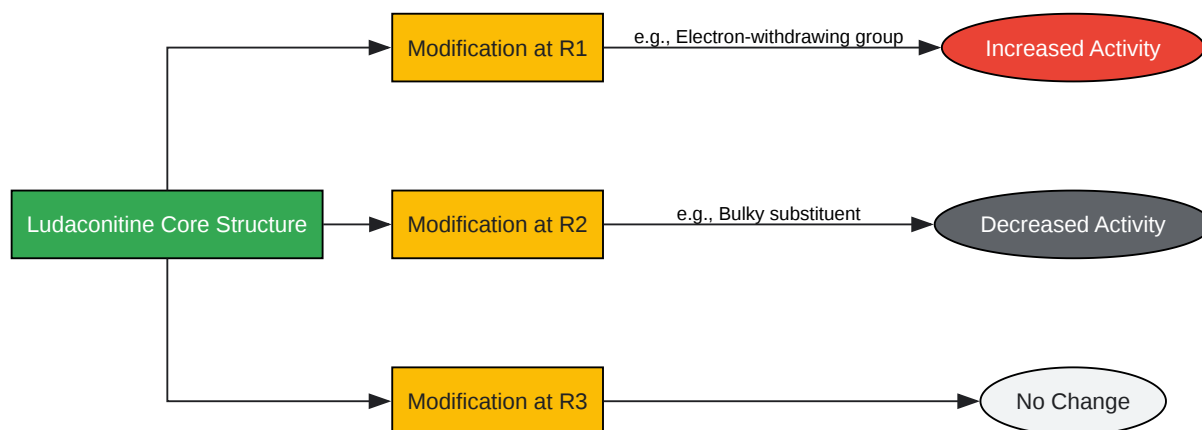 Modification at R1
e.g., Electron-withdrawing group
Increased Activity
Ludaconitine Core Structure
Modification at R2
e.g., Bulky substituent
Decreased Activity
Modification at R3
No Change